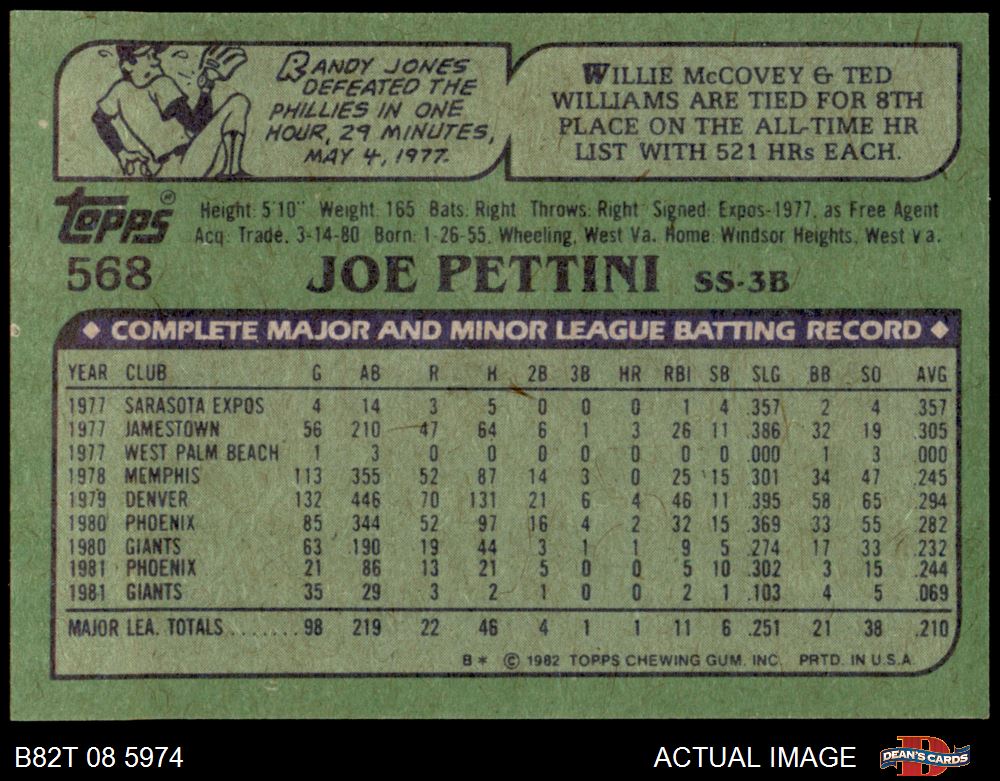 RANDY JONES
DEFEATED THE
PHILLIES IN ONE
HOUR, 29 MINUTES,
MAY 4, 1977.
WILLIE McCOVEY & TED
WILLIAMS ARE TIED FOR 8TH
PLACE ON THE ALL-TIME HR
LIST WITH 521 HRs EACH.
topps®
Height: 5'10" Weight: 165 Bats: Right Throws: Right Signed: Expos-1977, as Free Agent
Acq: Trade, 3-14-80 Born: 1-26-55, Wheeling, West Va. Home: Windsor Heights, West Va.
568 JOE PETTINI SS-3B
◆ COMPLETE MAJOR AND MINOR LEAGUE BATTING RECORD ◆
YEAR CLUB G AB R H 2B 3B HR RBI SB SLG BB SO AVG
1977 SARASOTA EXPOS 4 14 3 5 0 0 0 1 4 .357 2 4 .357
1977 JAMESTOWN 56 210 47 64 6 1 3 26 11 .386 32 19 .305
1977 WEST PALM BEACH 1 3 0 0 0 0 0 0 0 .000 1 3 .000
1978 MEMPHIS 113 355 52 87 14 3 0 25 15 .301 34 47 .245
1979 DENVER 132 446 70 131 21 6 4 46 11 .395 58 65 .294
1980 PHOENIX 85 344 52 97 16 4 2 32 15 .369 33 55 .282
1980 GIANTS 63 190 19 44 3 1 1 9 5 .274 17 33 .232
1981 PHOENIX 21 86 13 21 5 0 0 5 10 .302 3 15 .244
1981 GIANTS 35 29 3 2 1 0 0 2 1 .103 4 5 .069
MAJOR LEA. TOTALS........ 98 219 22 46 4 1 1 11 6 .251 21 38 .210
B* © 1982 TOPPS CHEWING GUM, INC. PRTD. IN U.S.A.
B82T 08 5974 ACTUAL IMAGE DEAN'S CARDS